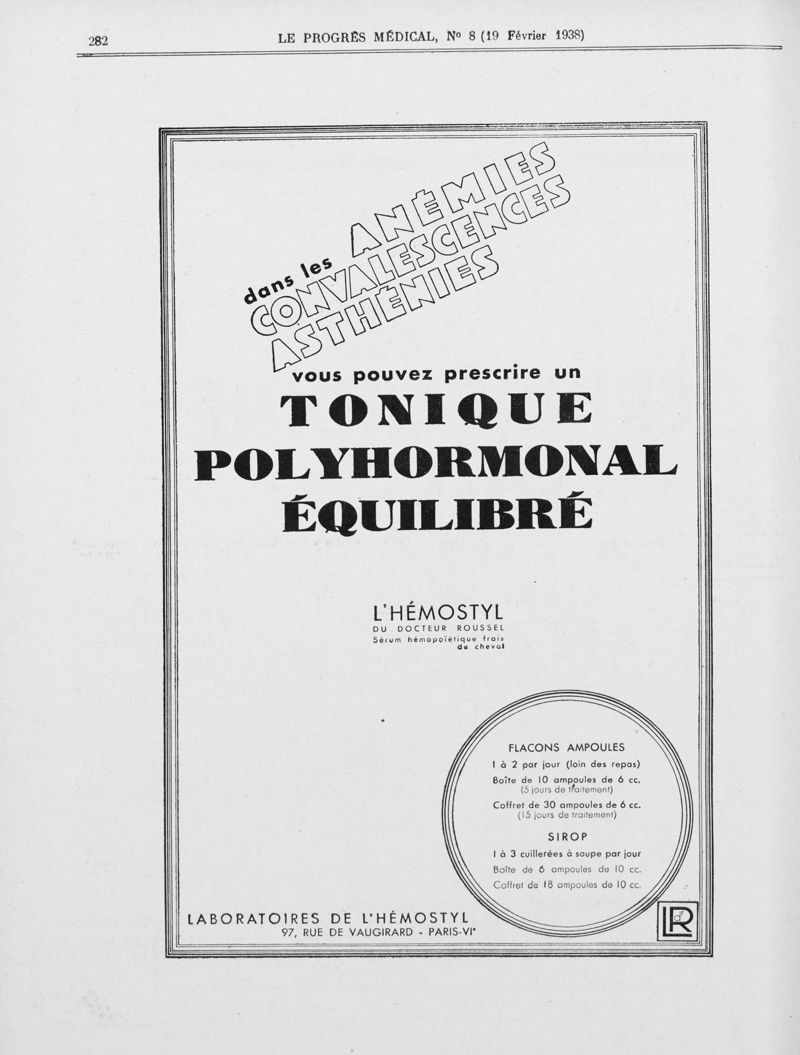 282
LE PROGRÈS MÉDICAL, Nº 8 (19 Février 1938)
dans les ANÉMIES
CONVALESCENCES
ASTHÉNIES
vous pouvez prescrire un
TONIQUE
POLYHORMONAL
ÉQUILIBRÉ
L'HÉMOSTYL
DU DOCTEUR ROUSSEL
Sérum hémopoïétique frais
de cheval
FLACONS AMPOULES
1 à 2 par jour (loin des repas)
Boîte de 10 ampoules de 6 cc.
(5 jours de traitement)
Coffret de 30 ampoules de 6 cc.
(15 jours de traitement)
SIROP
1 à 3 cuillerées à soupe par jour
Boîte de 6 ampoules de 10 cc.
Coffret de 18 ampoules de 10 cc.
LABORATOIRES DE L'HÉMOSTYL
97, RUE DE VAUGIRARD - PARIS-VIᵉ
LdR